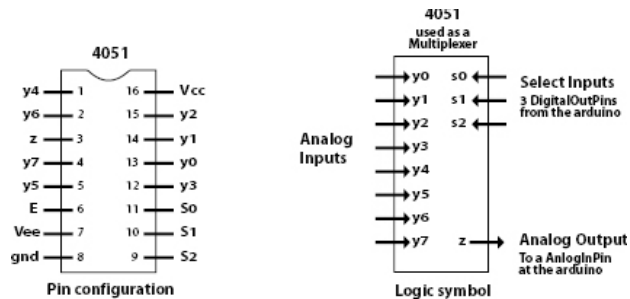 4051
y4 1 16 Vcc
y6 2 15 y2
z 3 14 y1
y7 4 13 y0
y5 5 12 y3
E 6 11 S0
Vee 7 10 S1
gnd 8 9 S2
Pin configuration
4051
used as a
Multiplexer
y0 s0
y1 s1
y2 s2
y3
y4
y5
y6
y7 z
Analog
Inputs
Select Inputs
3 DigitalOutPins
from the arduino
Analog Output
To a AnlogInPin
at the arduino
Logic symbol